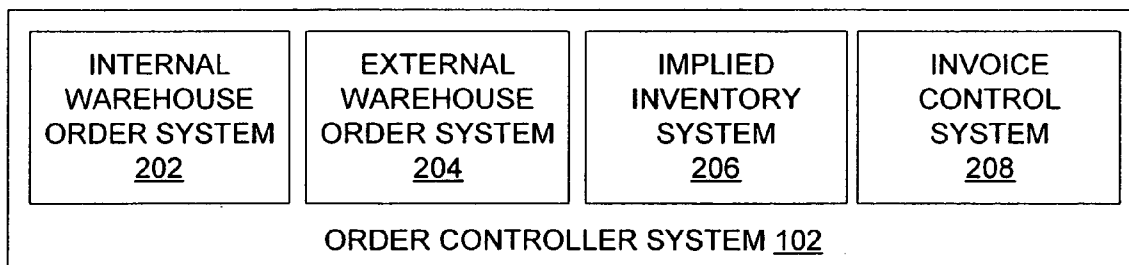 INTERNAL
WAREHOUSE
ORDER SYSTEM
202
EXTERNAL
WAREHOUSE
ORDER SYSTEM
204
IMPLIED
INVENTORY
SYSTEM
206
INVOICE
CONTROL
SYSTEM
208
ORDER CONTROLLER SYSTEM 102